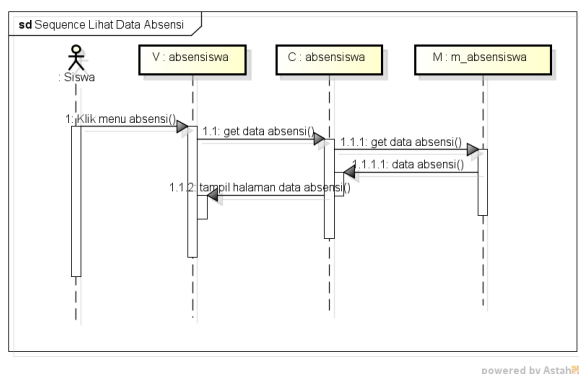 sd Sequence Lihat Data Absensi
: Siswa
V : absensiswa
C : absensiswa
M : m_absensiswa
1: Klik menu absensi()
1.1: get data absensi()
1.1.1: get data absensi()
1.1.1.1: data absensi()
1.1.2: tampil halaman data absensi()
powered by Astah